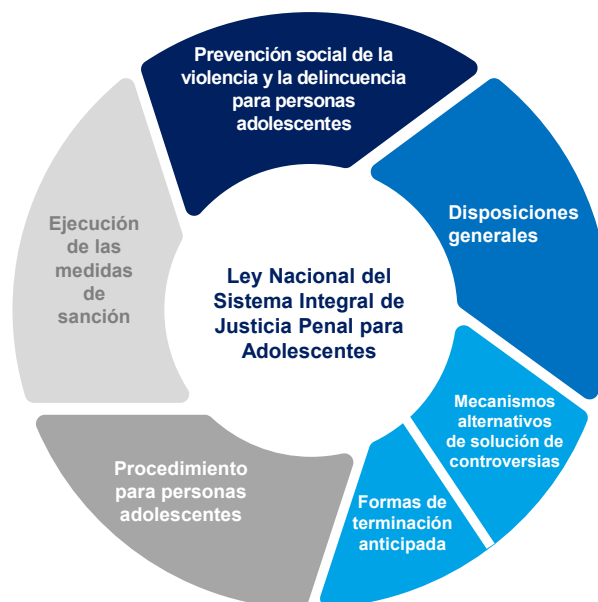 Prevención social de la
violencia y la delincuencia
para personas
adolescentes
Disposiciones
generales
Mecanismos
alternativos
de solución de
controversias
Formas de
terminación
anticipada
Procedimiento
para personas
adolescentes
Ejecución
de las
medidas
de
sanción
Ley Nacional del
Sistema Integral de
Justicia Penal para
Adolescentes